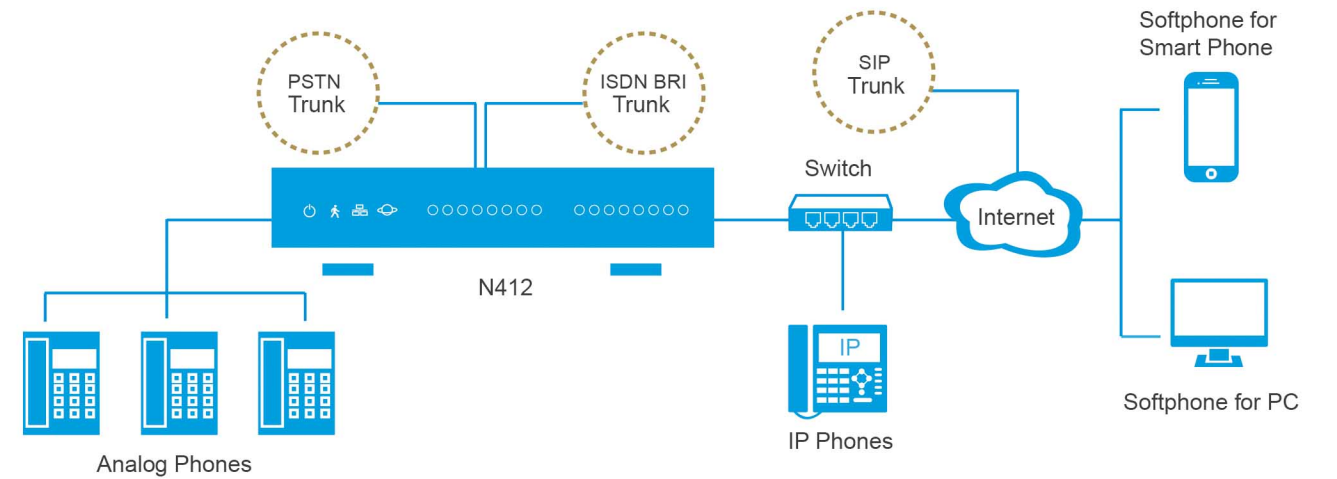 Softphone for
Smart Phone
PSTN
Trunk
ISDN BRI
Trunk
SIP
Trunk
Switch
Internet
N412
IP
Softphone for PC
IP Phones
Analog Phones